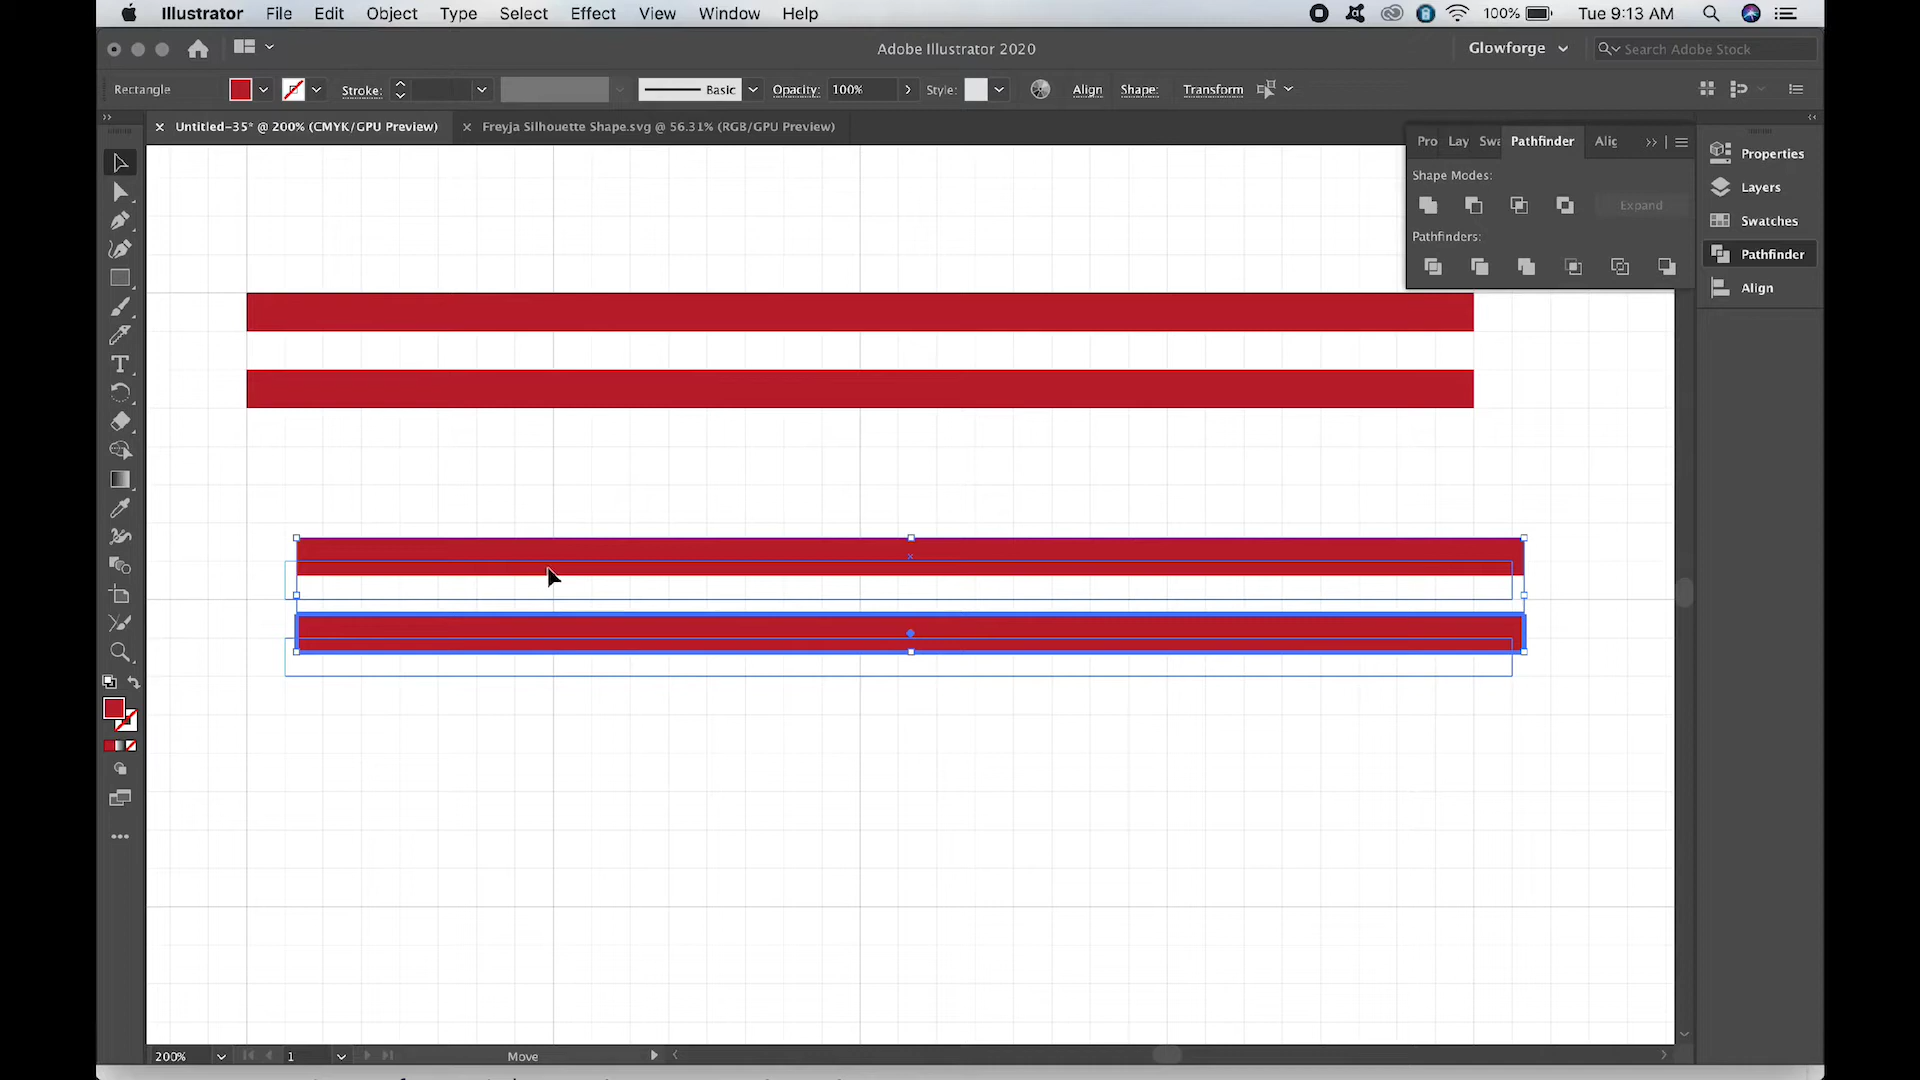 Illustrator File Edit Object Type Select Effect View Window Help 100% Tue 9:13 AM
Adobe Illustrator 2020 Glowforge Search Adobe Stock
Rectangle Stroke: Basic Opacity: 100% Style: Align Shape: Transform
Untitled-35* @ 200% (CMYK/GPU Preview) Freyja Silhouette Shape.svg @ 56.31% (RGB/GPU Preview)
Pro Lay Swa Pathfinder Alig
Shape Modes:
Expand
Pathfinders:
Properties
Layers
Swatches
Pathfinder
Align
200% 1 Move